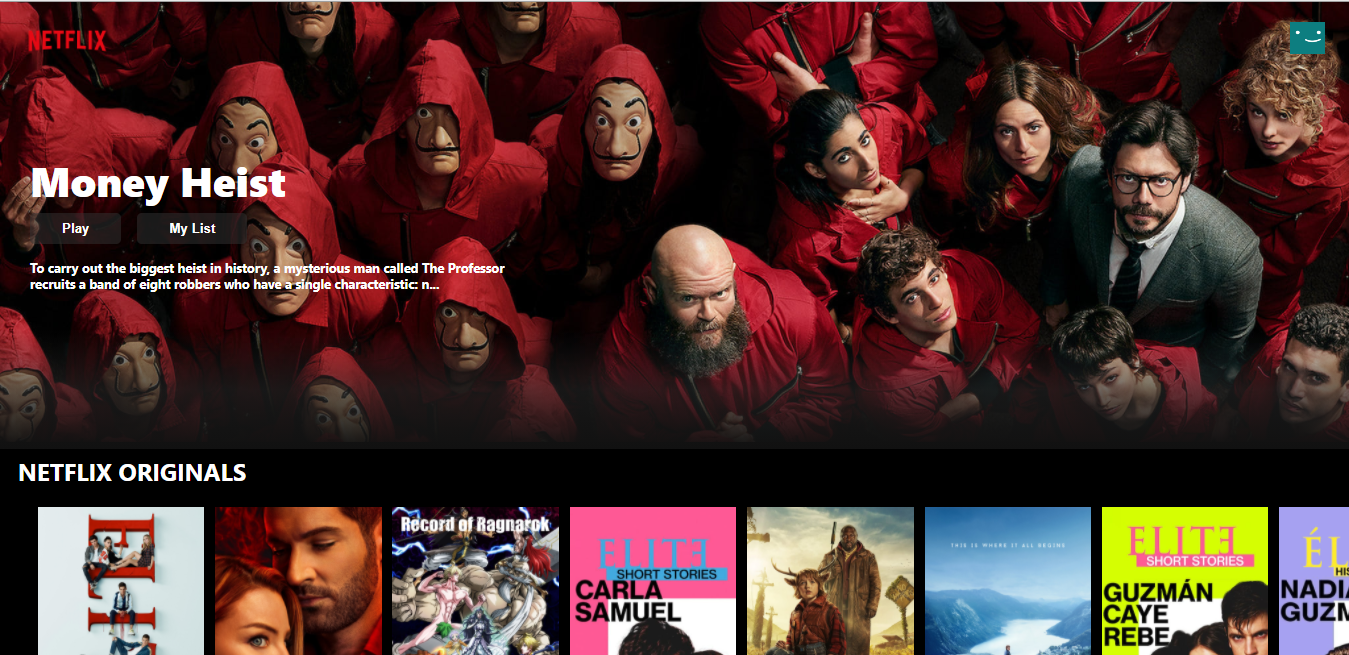 NETFLIX
Money Heist
Play
My List
To carry out the biggest heist in history, a mysterious man called The Professor
recruits a band of eight robbers who have a single characteristic: n...
NETFLIX ORIGINALS
ELITE
Record of Ragnarok
ELITE
SHORT STORIES
CARLA
SAMUEL
THIS IS WHERE IT ALL BEGINS
ELITE
SHORT STORIES
GUZMÁN
CAYE
REBE
ÉL
HIS
NADIA
GUZM